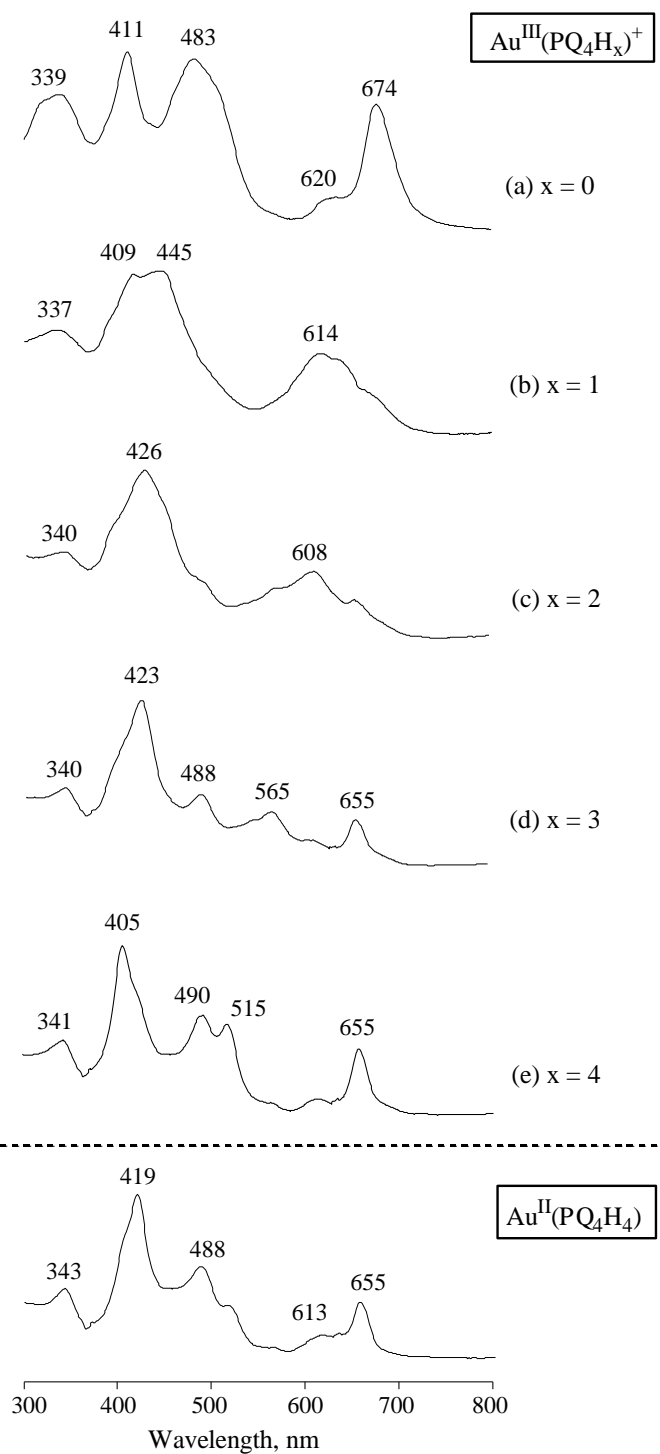 Au^III(PQ₄Hₓ)⁺
411 483
339
674
620
(a) x = 0
409 445
337
614
(b) x = 1
426
340
608
(c) x = 2
423
340
488
565
655
(d) x = 3
405
490
515
341
655
(e) x = 4
419
Au^II(PQ₄H₄)
488
343
613
655
300 400 500 600 700 800
Wavelength, nm